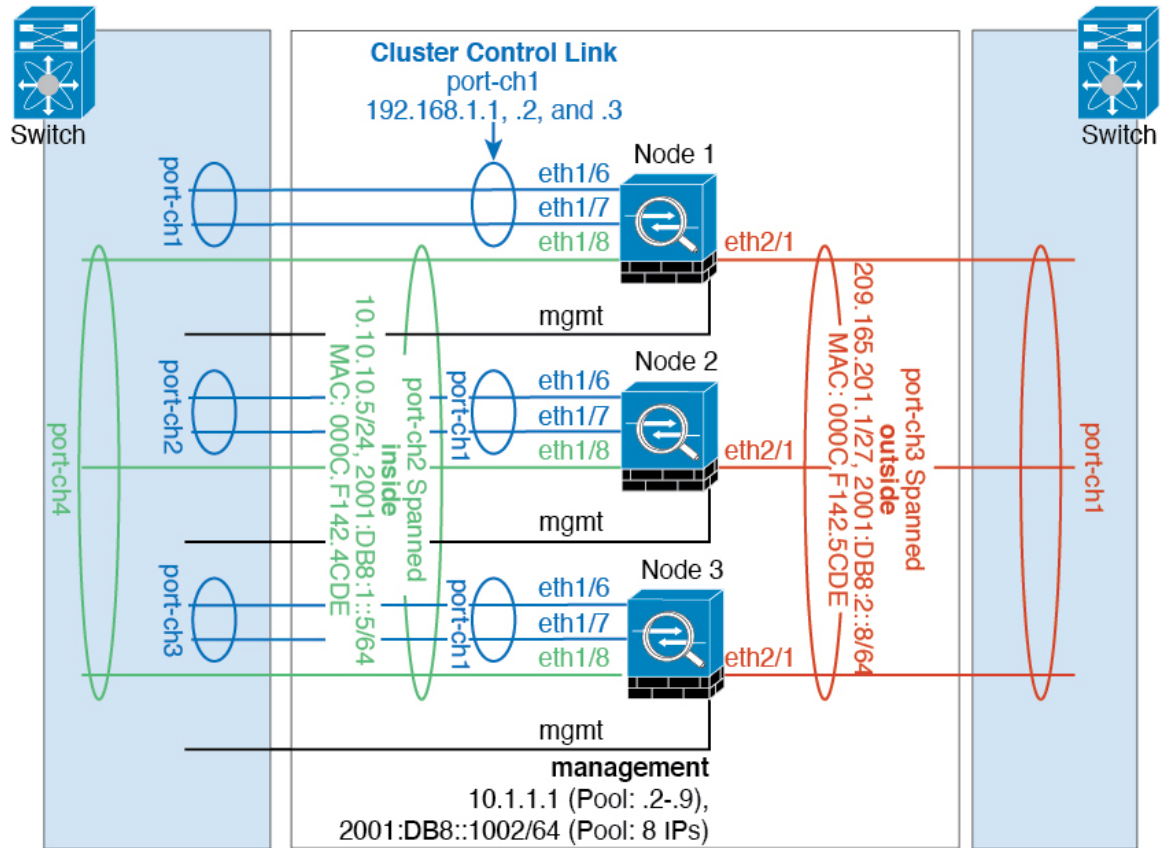 Switch
Switch
Cluster Control Link
port-ch1
192.168.1.1, .2, and .3
port-ch1
eth1/6
eth1/7
eth1/8
Node 1
eth2/1
mgmt
port-ch2
port-ch1
eth1/6
eth1/7
eth1/8
Node 2
eth2/1
mgmt
port-ch3
port-ch1
eth1/6
eth1/7
eth1/8
Node 3
eth2/1
mgmt
port-ch4
port-ch2 Spanned
inside
10.10.10.5/24, 2001:DB8:1::5/64
MAC: 000C.F142.4CDE
port-ch3 Spanned
outside
209.165.201.1/27, 2001:DB8:2::8/64
MAC: 000C.F142.5CDE
port-ch1
management
10.1.1.1 (Pool: .2-.9),
2001:DB8::1002/64 (Pool: 8 IPs)